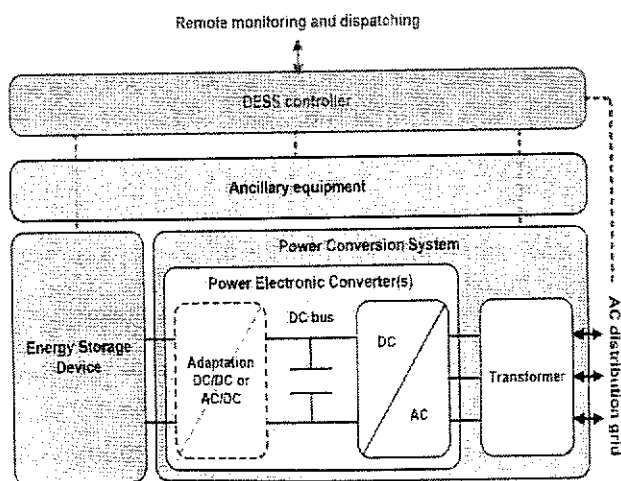 Remote monitoring and dispatching
DESS controller
Ancillary equipment
Power Conversion System
Power Electronic Converter(s)
DC bus
Energy Storage
Device
Adaptation
DC/DC or
AC/DC
DC
AC
Transformer
AC distribution grid